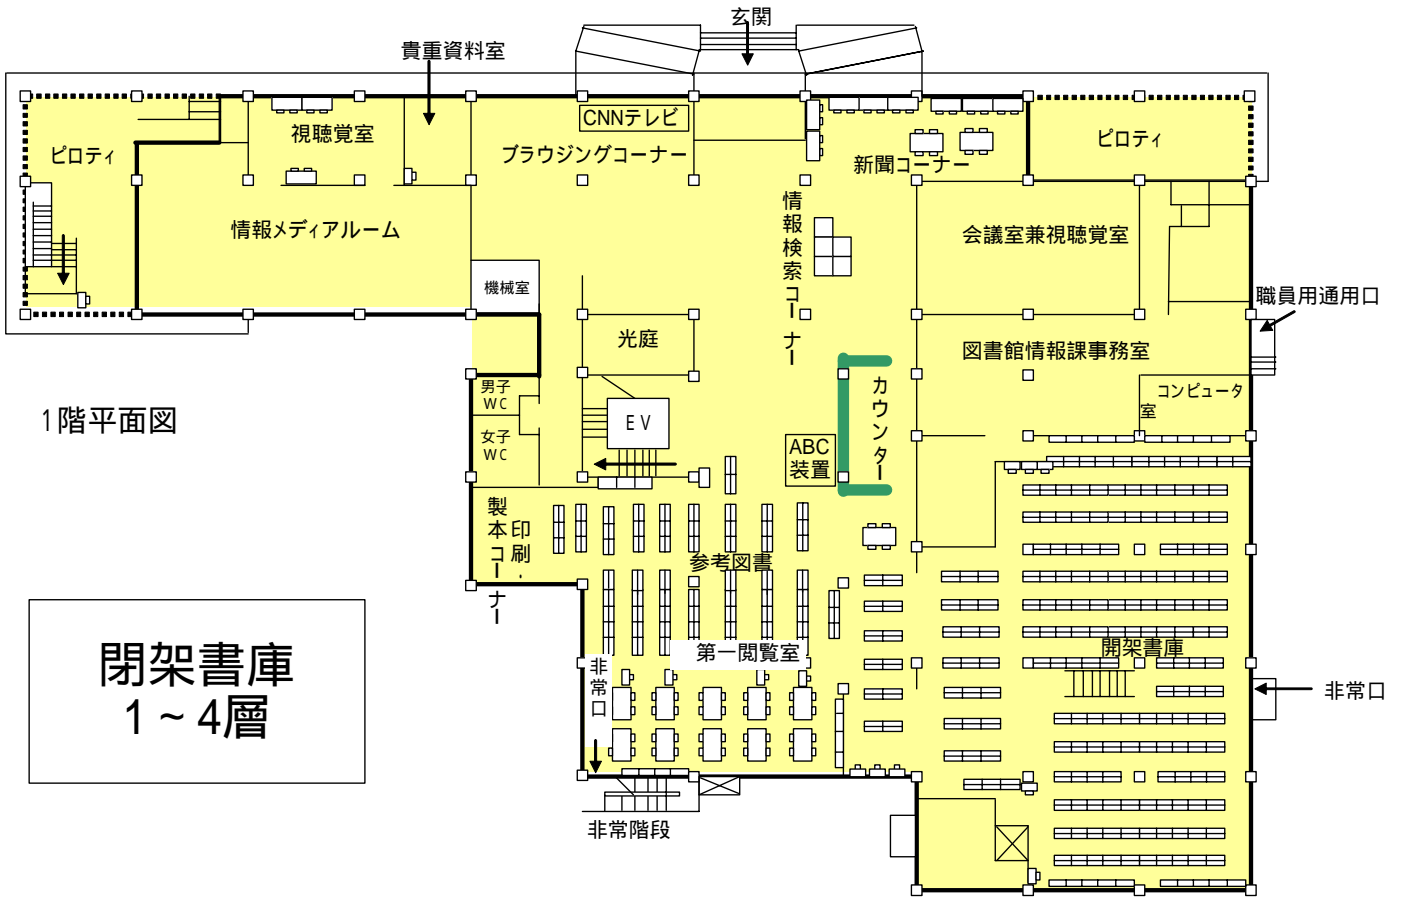 玄関
貴重資料室
CNNテレビ
視聴覚室
ピロティ
ブラウジングコーナー
新聞コーナー
ピロティ
情報メディアルーム
情報検索コーナー
会議室兼視聴覚室
機械室
職員用通用口
光庭
図書館情報課事務室
カウンター
コンピュータ
室
男子
WC
1階平面図
EV
女子
WC
ABC
装置
製本コーナー
印刷・
参考図書
第一閲覧室
開架書庫
非常口
非常口
閉架書庫
1~4層
非常階段